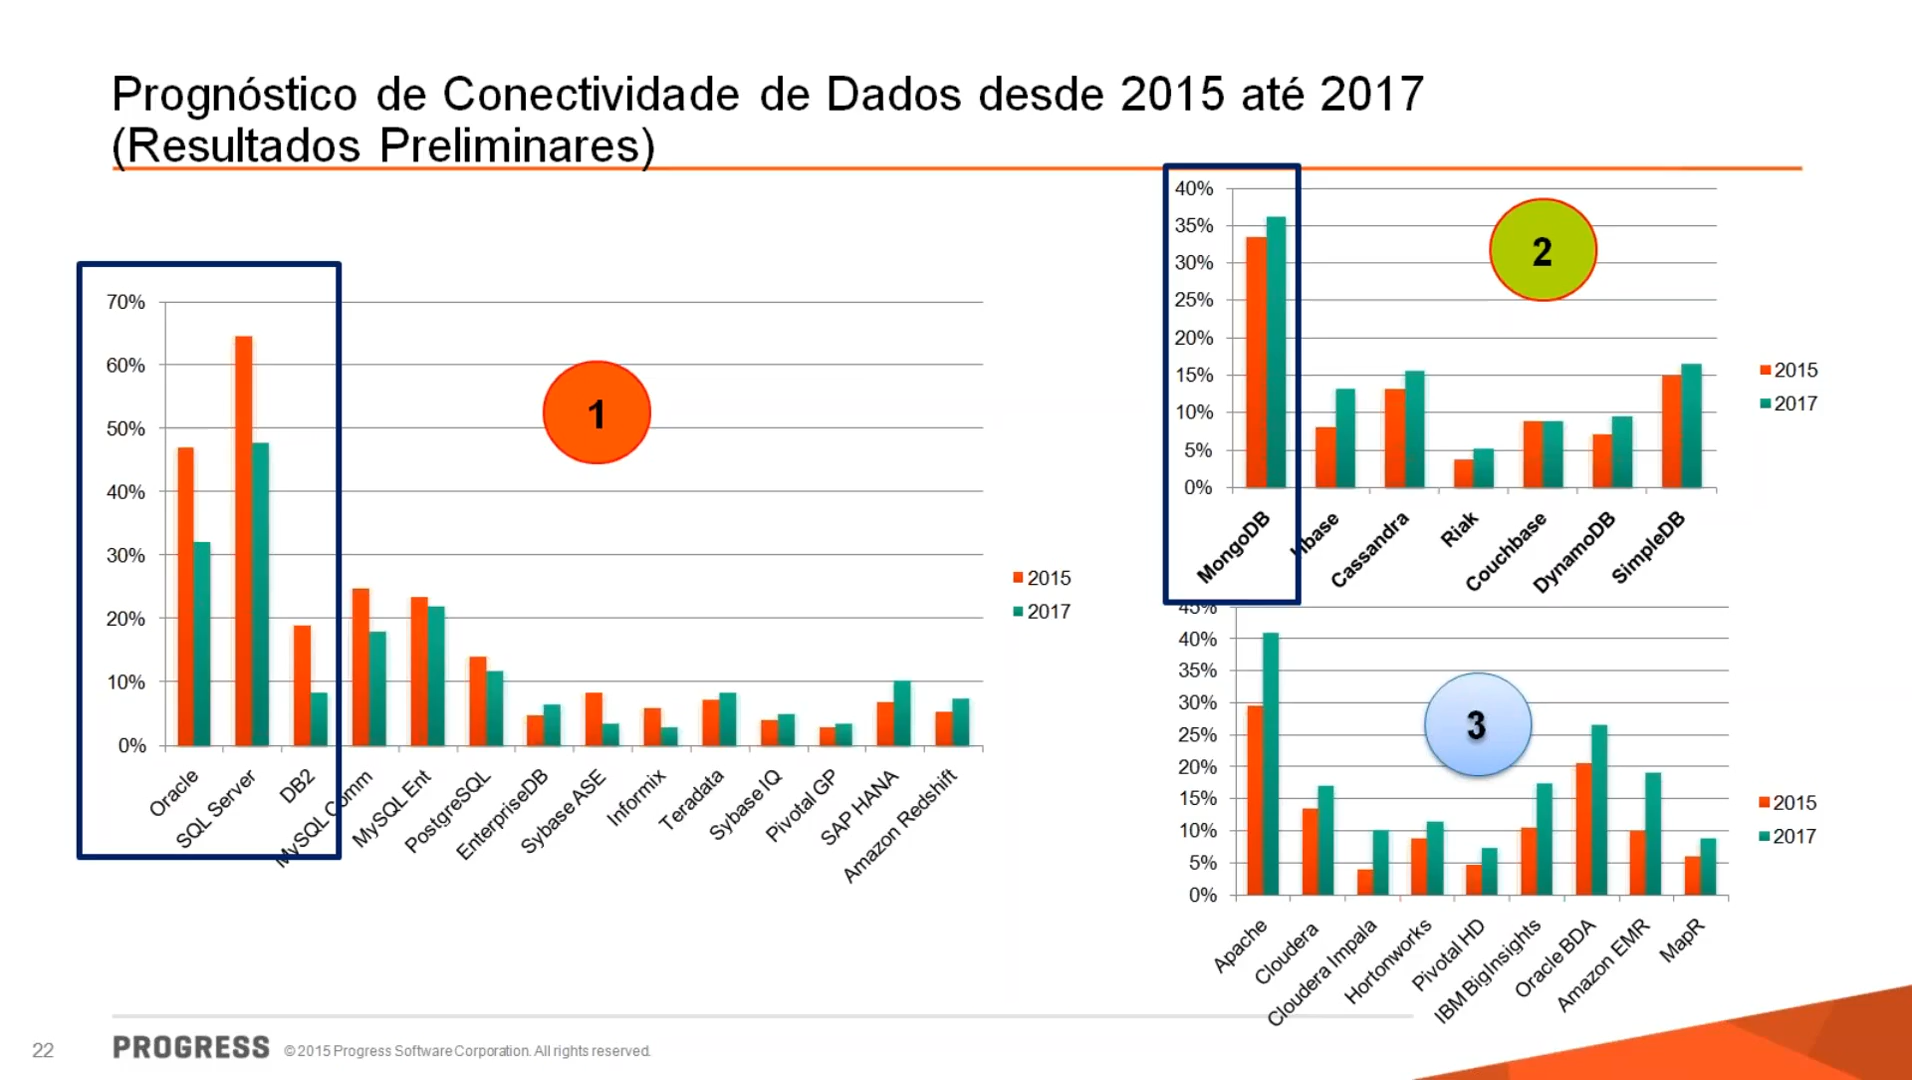 Prognóstico de Conectividade de Dados desde 2015 até 2017
(Resultados Preliminares)
70%
60%
50%
40%
30%
20%
10%
0%
Oracle
SQL Server
DB2
MySQL Comm
MySQL Ent
PostgreSQL
EnterpriseDB
Sybase ASE
Informix
Teradata
Sybase IQ
Pivotal GP
SAP HANA
Amazon Redshift
1
2015
2017
40%
35%
30%
25%
20%
15%
10%
5%
0%
MongoDB
Hbase
Cassandra
Riak
Couchbase
DynamoDB
SimpleDB
2
2015
2017
45%
40%
35%
30%
25%
20%
15%
10%
5%
0%
Apache
Cloudera
Cloudera Impala
Hortonworks
Pivotal HD
IBM BigInsights
Oracle BDA
Amazon EMR
MapR
3
2015
2017
22
PROGRESS
© 2015 Progress Software Corporation. All rights reserved.